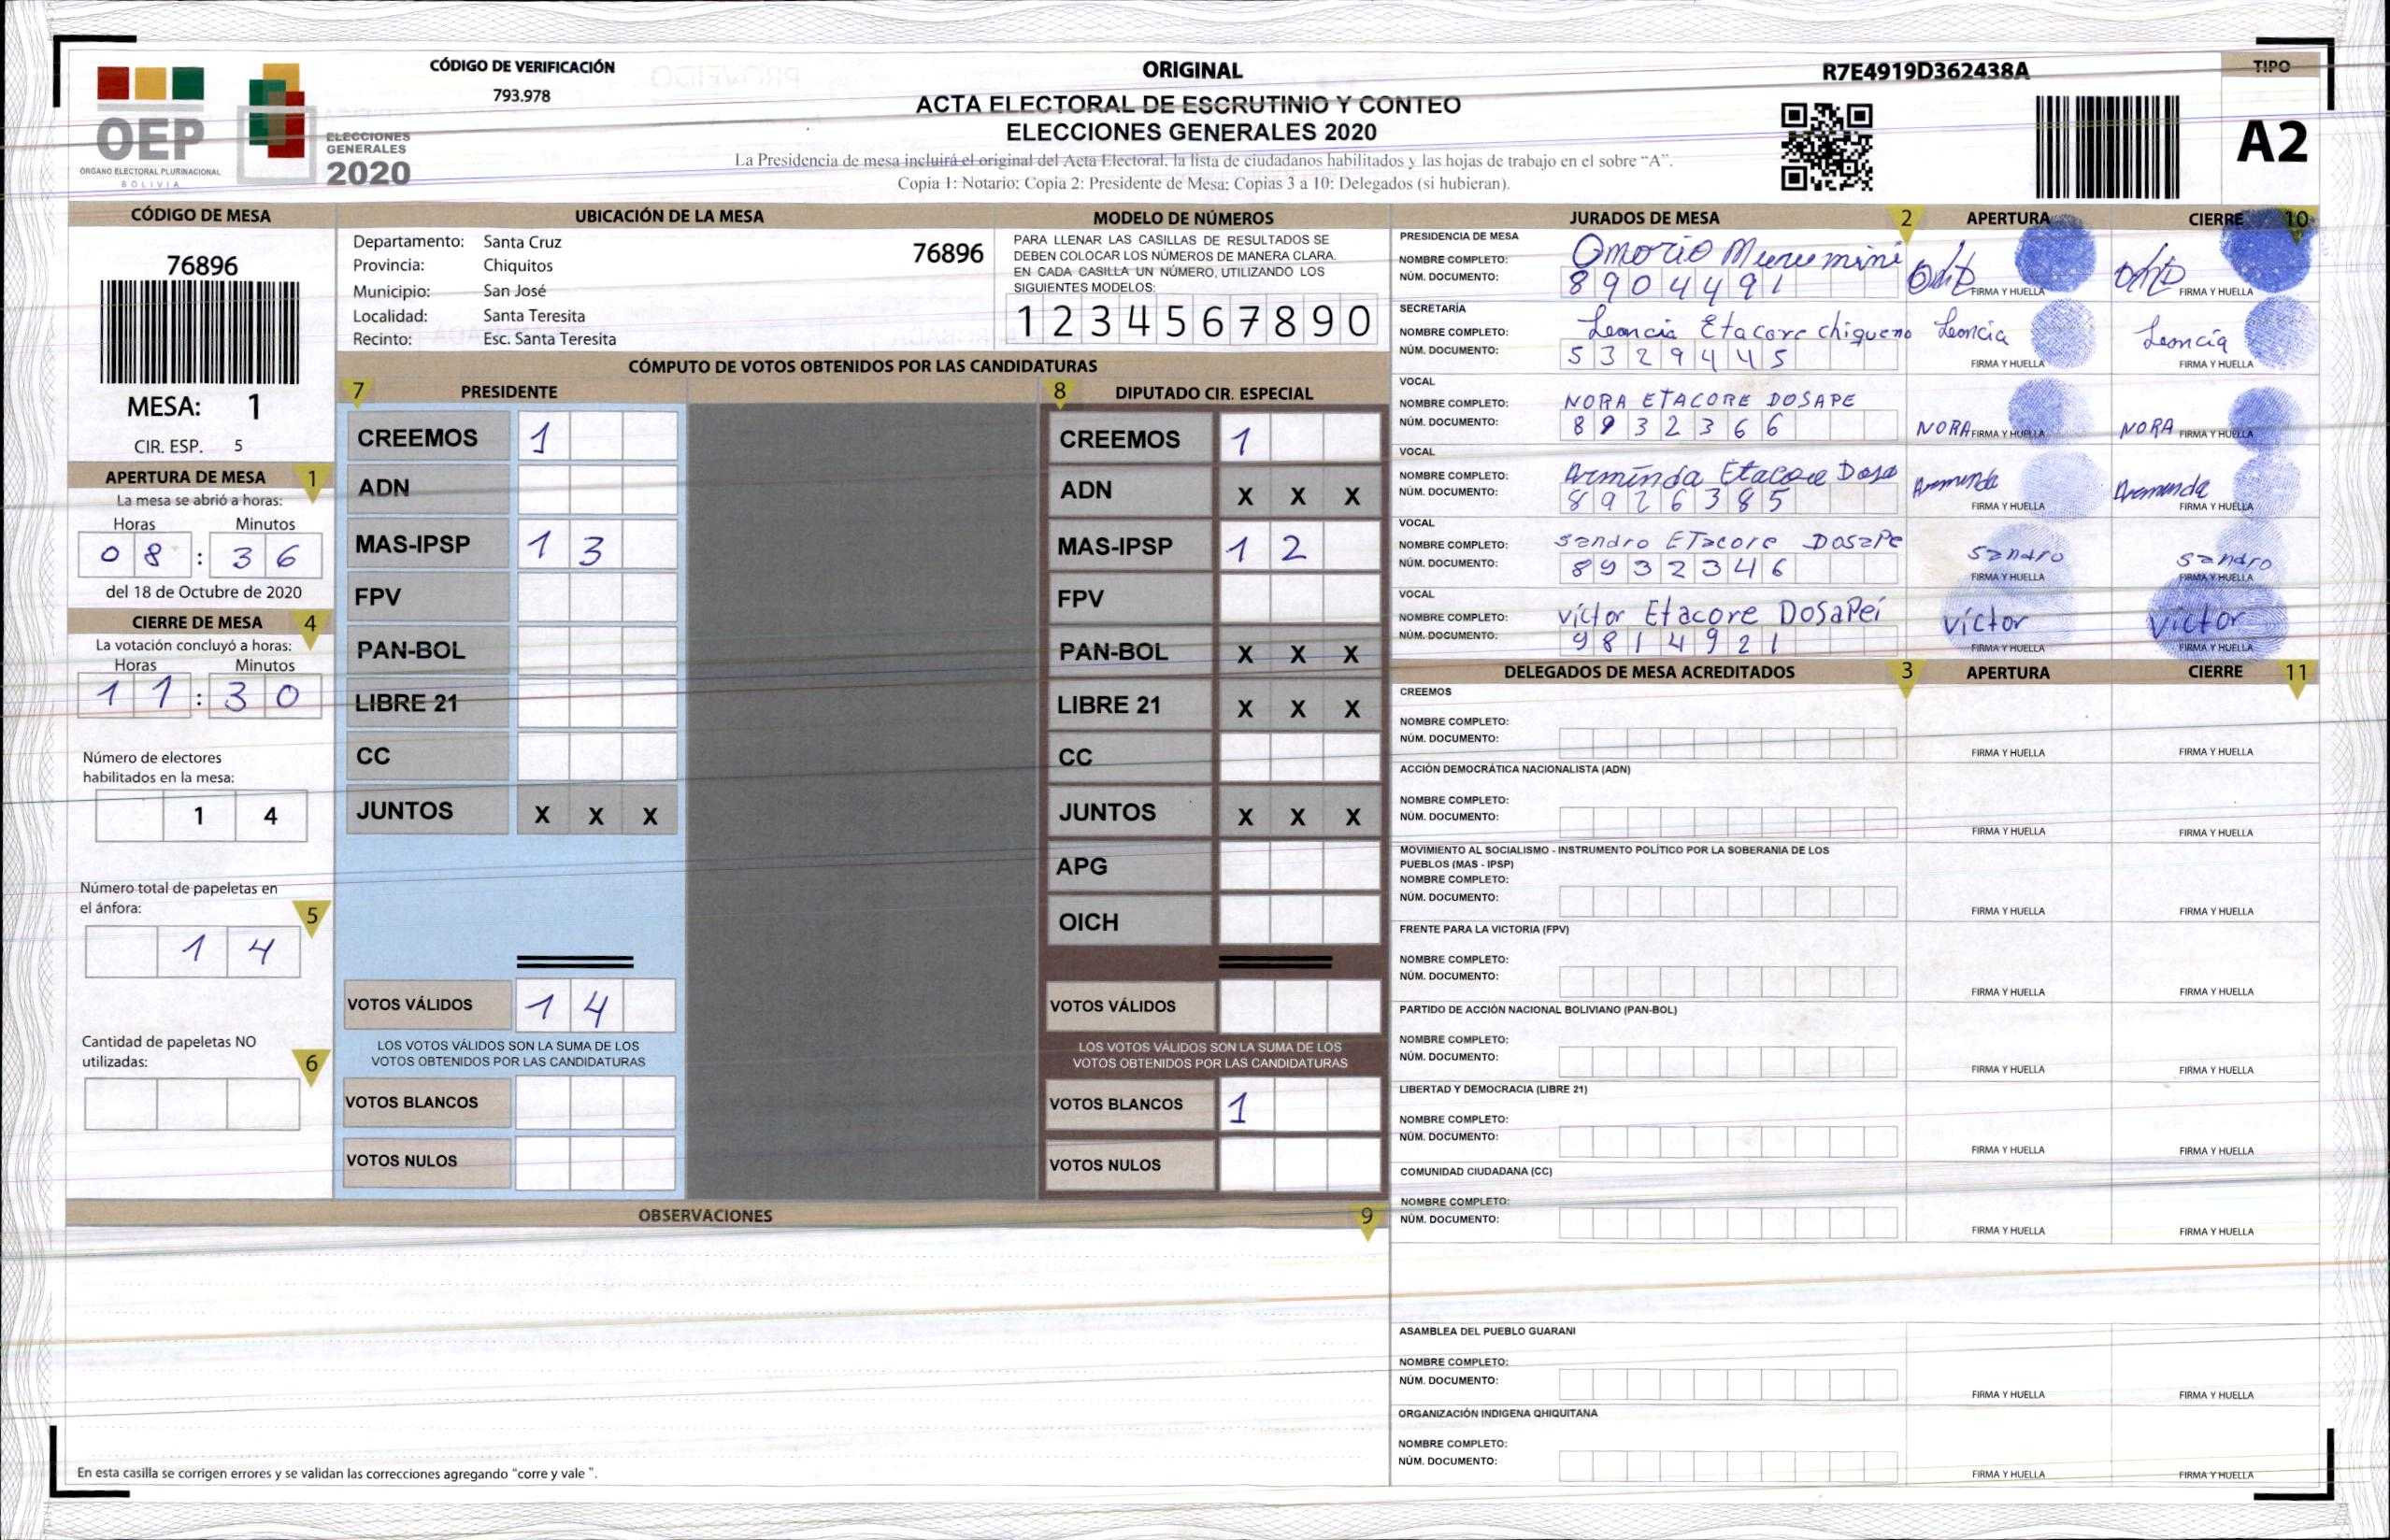 CÓDIGO DE VERIFICACIÓN
793.978
ORIGINAL
ACTA ELECTORAL DE ESCRUTINIO Y CONTEO
ELECCIONES GENERALES 2020
La Presidencia de mesa incluirá el original del Acta Electoral, la lista de ciudadanos habilitados y las hojas de trabajo en el sobre “A”.
Copia 1: Notario; Copia 2: Presidente de Mesa; Copias 3 a 10: Delegados (si hubieran).
R7E4919D362438A
TIPO
A2
OEP
ÓRGANO ELECTORAL PLURINACIONAL
BOLIVIA
ELECCIONES
GENERALES
2020
CÓDIGO DE MESA
76896
MESA: 1
CIR. ESP. 5
APERTURA DE MESA 1
La mesa se abrió a horas:
Horas Minutos
08 : 36
del 18 de Octubre de 2020
CIERRE DE MESA 4
La votación concluyó a horas:
Horas Minutos
11 : 30
Número de electores
habilitados en la mesa:
1 4
Número total de papeletas en
el ánfora: 5
1 4
Cantidad de papeletas NO
utilizadas: 6
UBICACIÓN DE LA MESA
Departamento: Santa Cruz 76896
Provincia: Chiquitos
Municipio: San José
Localidad: Santa Teresita
Recinto: Esc. Santa Teresita
MODELO DE NÚMEROS
PARA LLENAR LAS CASILLAS DE RESULTADOS SE
DEBEN COLOCAR LOS NÚMEROS DE MANERA CLARA.
EN CADA CASILLA UN NÚMERO, UTILIZANDO LOS
SIGUIENTES MODELOS:
1 2 3 4 5 6 7 8 9 0
CÓMPUTO DE VOTOS OBTENIDOS POR LAS CANDIDATURAS
7 PRESIDENTE
CREEMOS 1
ADN
MAS-IPSP 1 3
FPV
PAN-BOL
LIBRE 21
CC
JUNTOS X X X
VOTOS VÁLIDOS 1 4
LOS VOTOS VÁLIDOS SON LA SUMA DE LOS
VOTOS OBTENIDOS POR LAS CANDIDATURAS
VOTOS BLANCOS
VOTOS NULOS
8 DIPUTADO CIR. ESPECIAL
CREEMOS 1
ADN X X X
MAS-IPSP 1 2
FPV
PAN-BOL X X X
LIBRE 21 X X X
CC
JUNTOS X X X
APG
OICH
VOTOS VÁLIDOS
LOS VOTOS VÁLIDOS SON LA SUMA DE LOS
VOTOS OBTENIDOS POR LAS CANDIDATURAS
VOTOS BLANCOS 1
VOTOS NULOS
OBSERVACIONES 9
En esta casilla se corrigen errores y se validan las correcciones agregando “corre y vale ”.
JURADOS DE MESA 2 APERTURA CIERRE 10
PRESIDENCIA DE MESA
NOMBRE COMPLETO: Omorio
NÚM. DOCUMENTO: 8904491
FIRMA Y HUELLA FIRMA Y HUELLA
SECRETARÍA
NOMBRE COMPLETO: Leoncia Etacore chiqueno Leoncia Leoncia
NÚM. DOCUMENTO: 5329445
FIRMA Y HUELLA FIRMA Y HUELLA
VOCAL
NOMBRE COMPLETO: NORA ETACORE DOSAPE
NÚM. DOCUMENTO: 8932366
NORA FIRMA Y HUELLA NORA FIRMA Y HUELLA
VOCAL
NOMBRE COMPLETO: Arminda Etacore Dosa Arminda Arminda
NÚM. DOCUMENTO: 8926385
FIRMA Y HUELLA FIRMA Y HUELLA
VOCAL
NOMBRE COMPLETO: Sandro ETacore DOSaPe Sandro Sandro
NÚM. DOCUMENTO: 8932346
FIRMA Y HUELLA FIRMA Y HUELLA
VOCAL
NOMBRE COMPLETO: víctor Etacore DOSaPeí víctor víctor
NÚM. DOCUMENTO: 9814921
FIRMA Y HUELLA FIRMA Y HUELLA
DELEGADOS DE MESA ACREDITADOS 3 APERTURA CIERRE 11
CREEMOS
NOMBRE COMPLETO:
NÚM. DOCUMENTO:
FIRMA Y HUELLA FIRMA Y HUELLA
ACCIÓN DEMOCRÁTICA NACIONALISTA (ADN)
NOMBRE COMPLETO:
NÚM. DOCUMENTO:
FIRMA Y HUELLA FIRMA Y HUELLA
MOVIMIENTO AL SOCIALISMO - INSTRUMENTO POLÍTICO POR LA SOBERANIA DE LOS
PUEBLOS (MAS - IPSP)
NOMBRE COMPLETO:
NÚM. DOCUMENTO:
FIRMA Y HUELLA FIRMA Y HUELLA
FRENTE PARA LA VICTORIA (FPV)
NOMBRE COMPLETO:
NÚM. DOCUMENTO:
FIRMA Y HUELLA FIRMA Y HUELLA
PARTIDO DE ACCIÓN NACIONAL BOLIVIANO (PAN-BOL)
NOMBRE COMPLETO:
NÚM. DOCUMENTO:
FIRMA Y HUELLA FIRMA Y HUELLA
LIBERTAD Y DEMOCRACIA (LIBRE 21)
NOMBRE COMPLETO:
NÚM. DOCUMENTO:
FIRMA Y HUELLA FIRMA Y HUELLA
COMUNIDAD CIUDADANA (CC)
NOMBRE COMPLETO:
NÚM. DOCUMENTO:
FIRMA Y HUELLA FIRMA Y HUELLA
ASAMBLEA DEL PUEBLO GUARANI
NOMBRE COMPLETO:
NÚM. DOCUMENTO:
FIRMA Y HUELLA FIRMA Y HUELLA
ORGANIZACIÓN INDIGENA QHIQUITANA
NOMBRE COMPLETO:
NÚM. DOCUMENTO:
FIRMA Y HUELLA FIRMA Y HUELLA